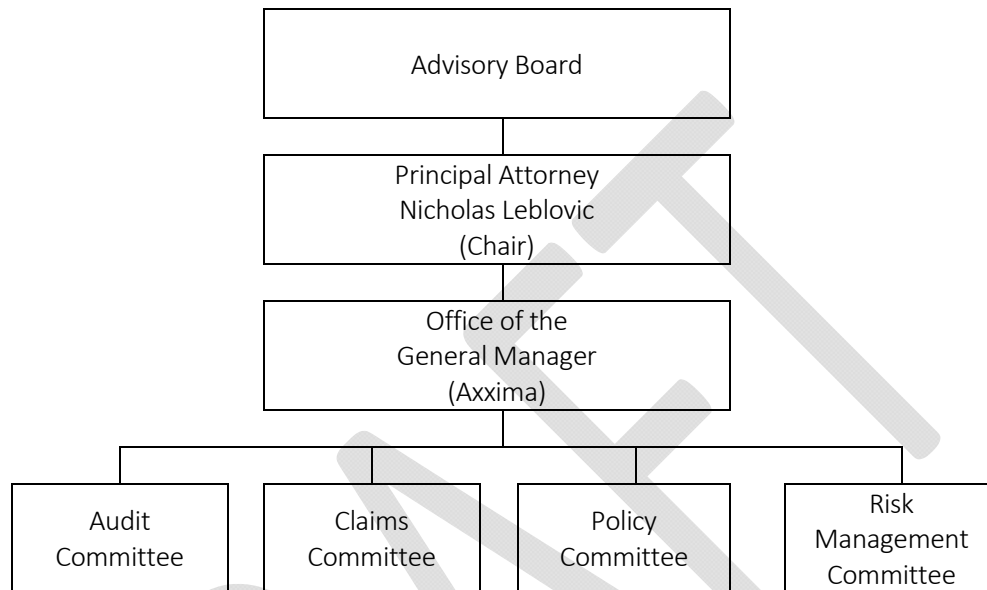 Advisory Board
Principal Attorney
Nicholas Leblovic
(Chair)
Office of the
General Manager
(Axxima)
Audit
Committee
Claims
Committee
Policy
Committee
Risk
Management
Committee